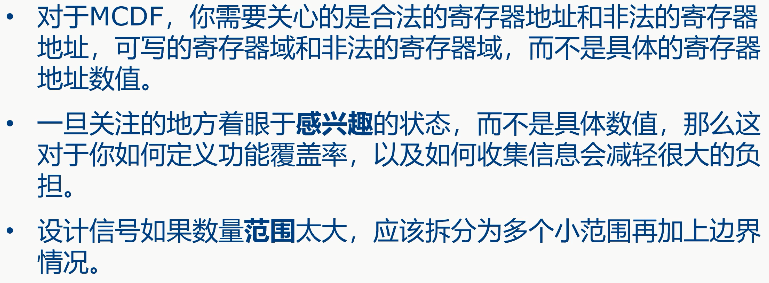 • 对于MCDF，你需要关心的是合法的寄存器地址和非法的寄存器
地址，可写的寄存器域和非法的寄存器域，而不是具体的寄存器
地址数值。
• 一旦关注的地方着眼于感兴趣的状态，而不是具体数值，那么这
对于你如何定义功能覆盖率，以及如何收集信息会减轻很大的负
担。
• 设计信号如果数量范围太大，应该拆分为多个小范围再加上边界
情况。